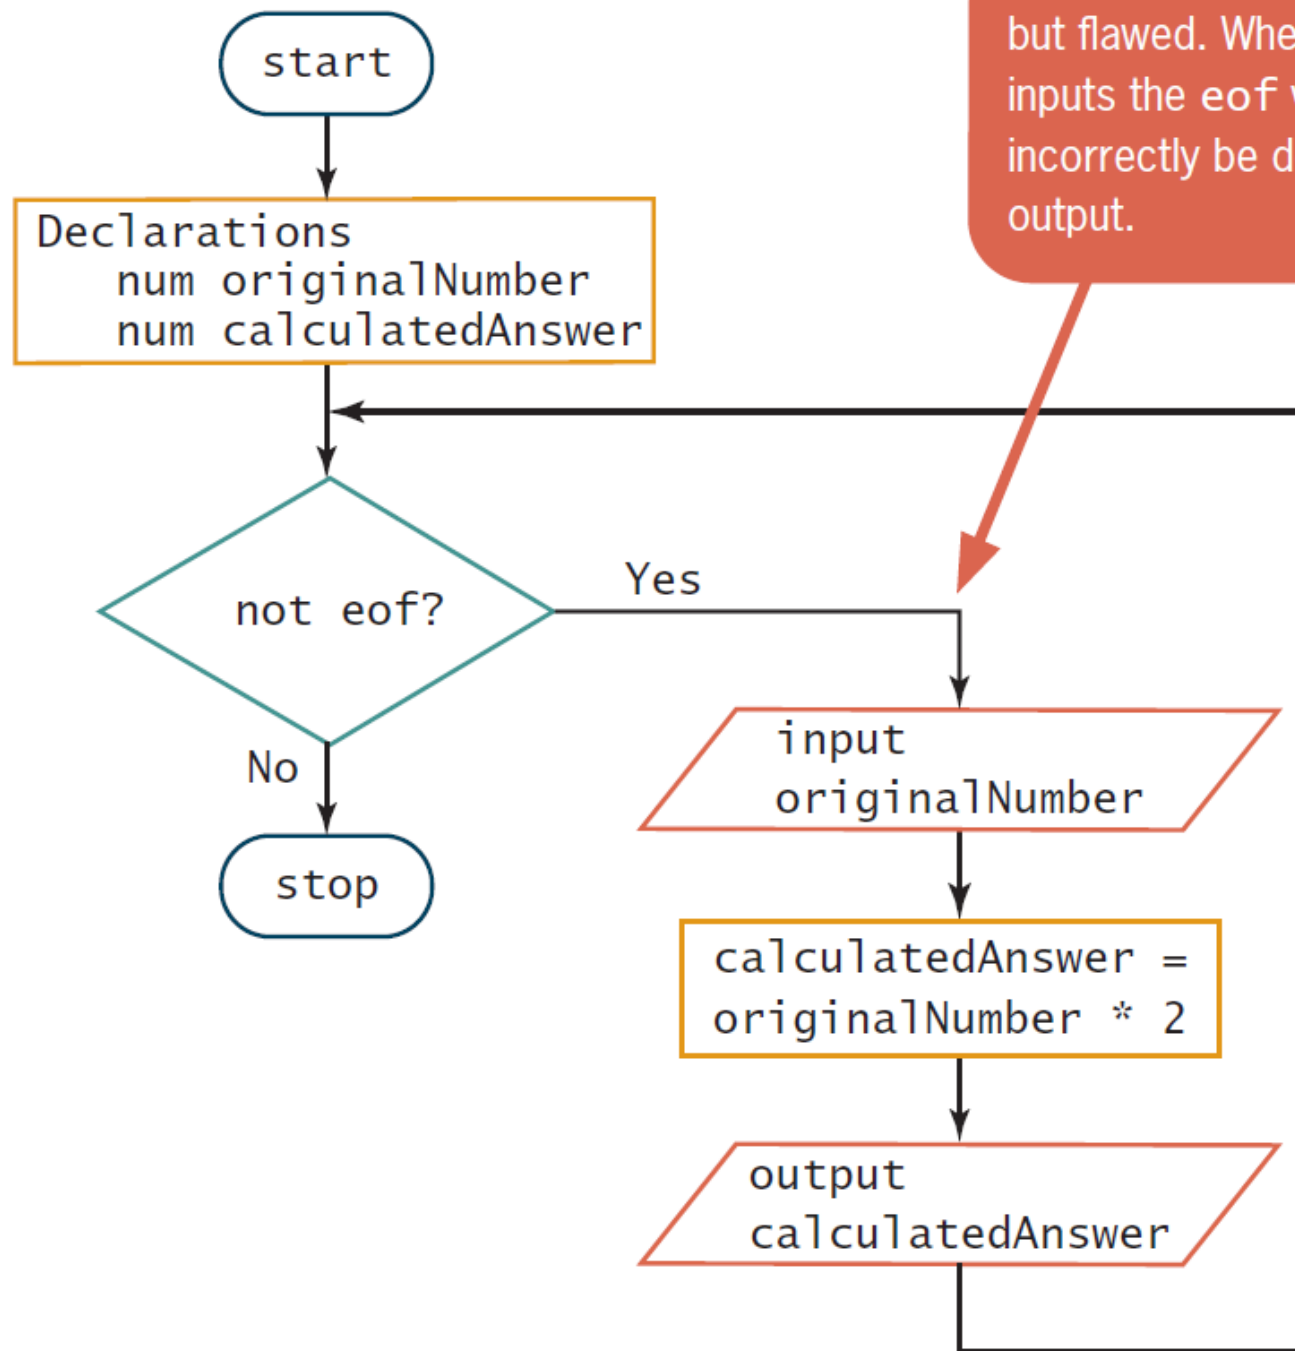 start
but flawed. Whe
inputs the eof
incorrectly be d
output.
Declarations
num originalNumber
num calculatedAnswer
not eof?
Yes
No
input
originalNumber
stop
calculatedAnswer =
originalNumber * 2
output
calculatedAnswer